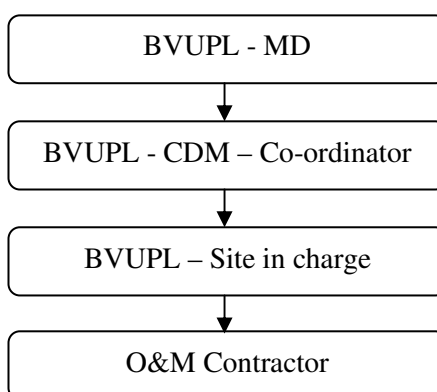 BVUPL - MD
BVUPL - CDM – Co-ordinator
BVUPL – Site in charge
O&M Contractor